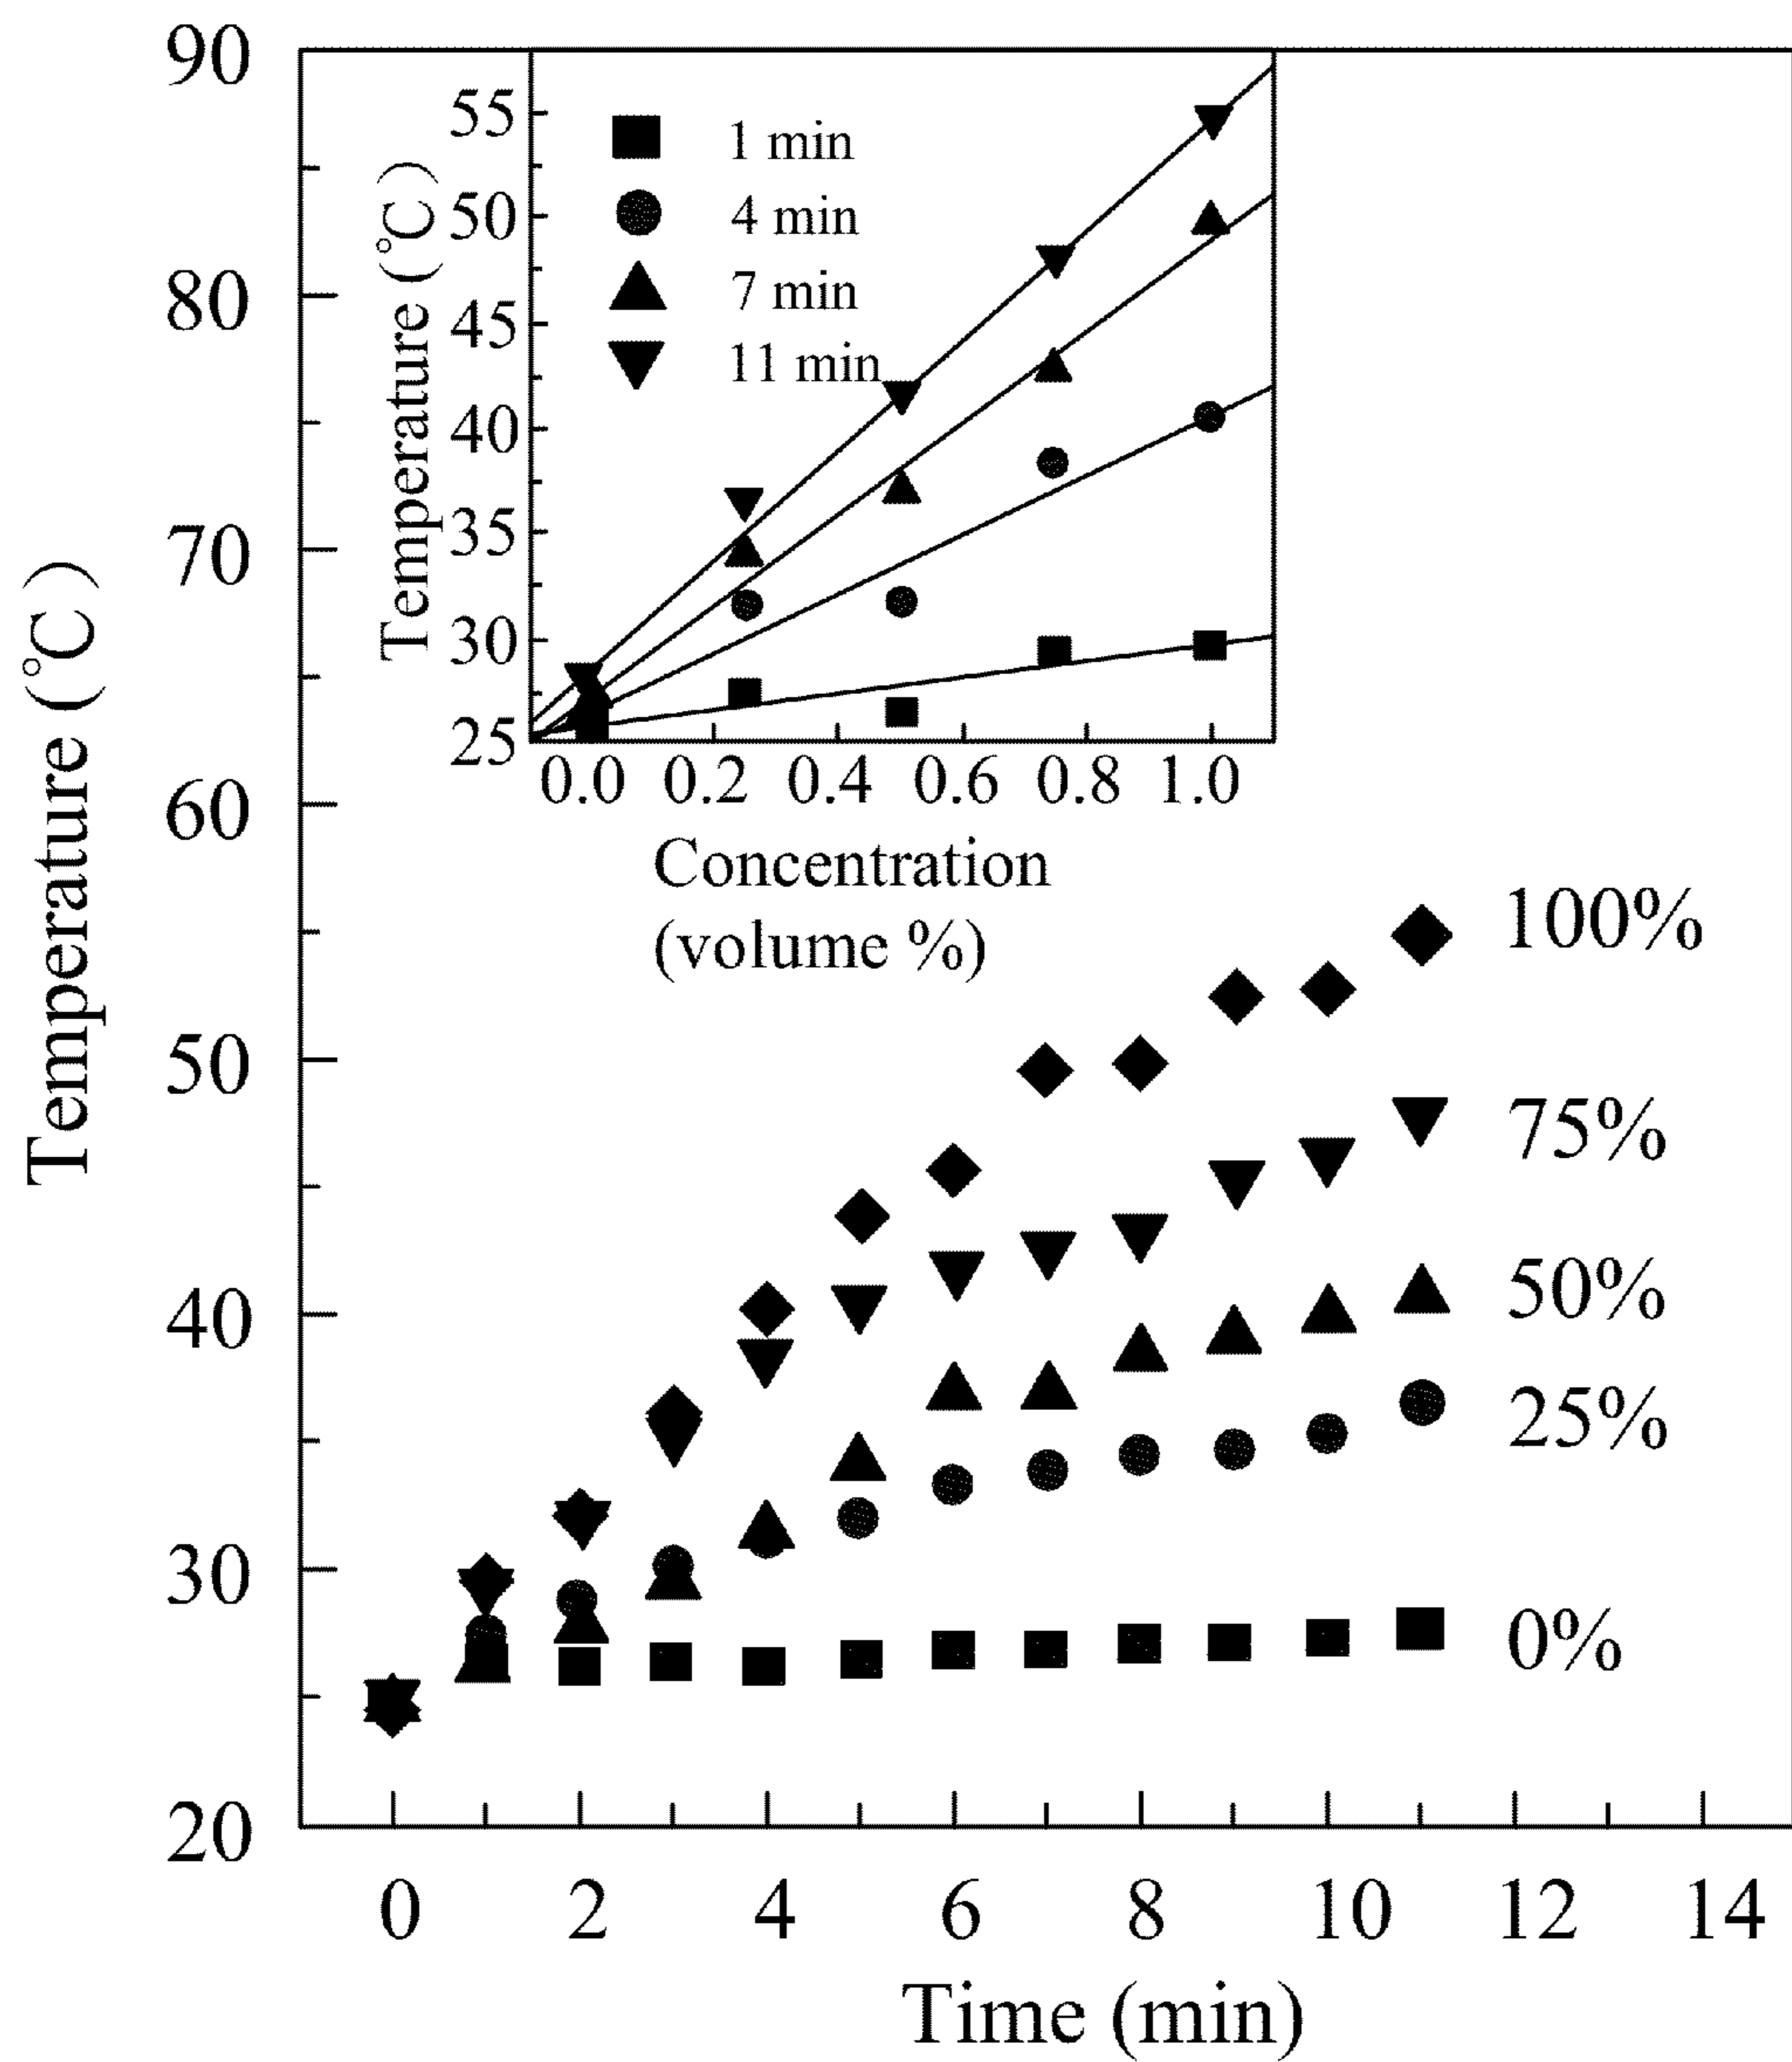 90
80
70
60
50
40
30
20
Temperature (°C)
0 2 4 6 8 10 12 14
Time (min)
55
50
45
40
35
30
25
Temperature (°C)
1 min
4 min
7 min
11 min
0.0 0.2 0.4 0.6 0.8 1.0
Concentration
(volume %)
100%
75%
50%
25%
0%